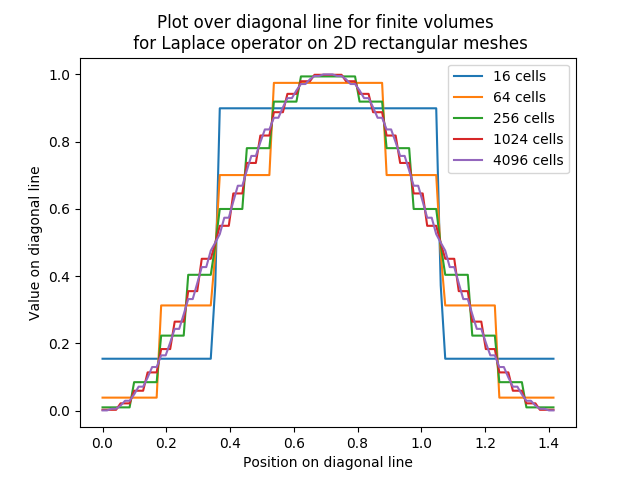 Plot over diagonal line for finite volumes
for Laplace operator on 2D rectangular meshes
1.0
0.8
0.6
0.4
0.2
0.0
Value on diagonal line
16 cells
64 cells
256 cells
1024 cells
4096 cells
0.0 0.2 0.4 0.6 0.8 1.0 1.2 1.4
Position on diagonal line